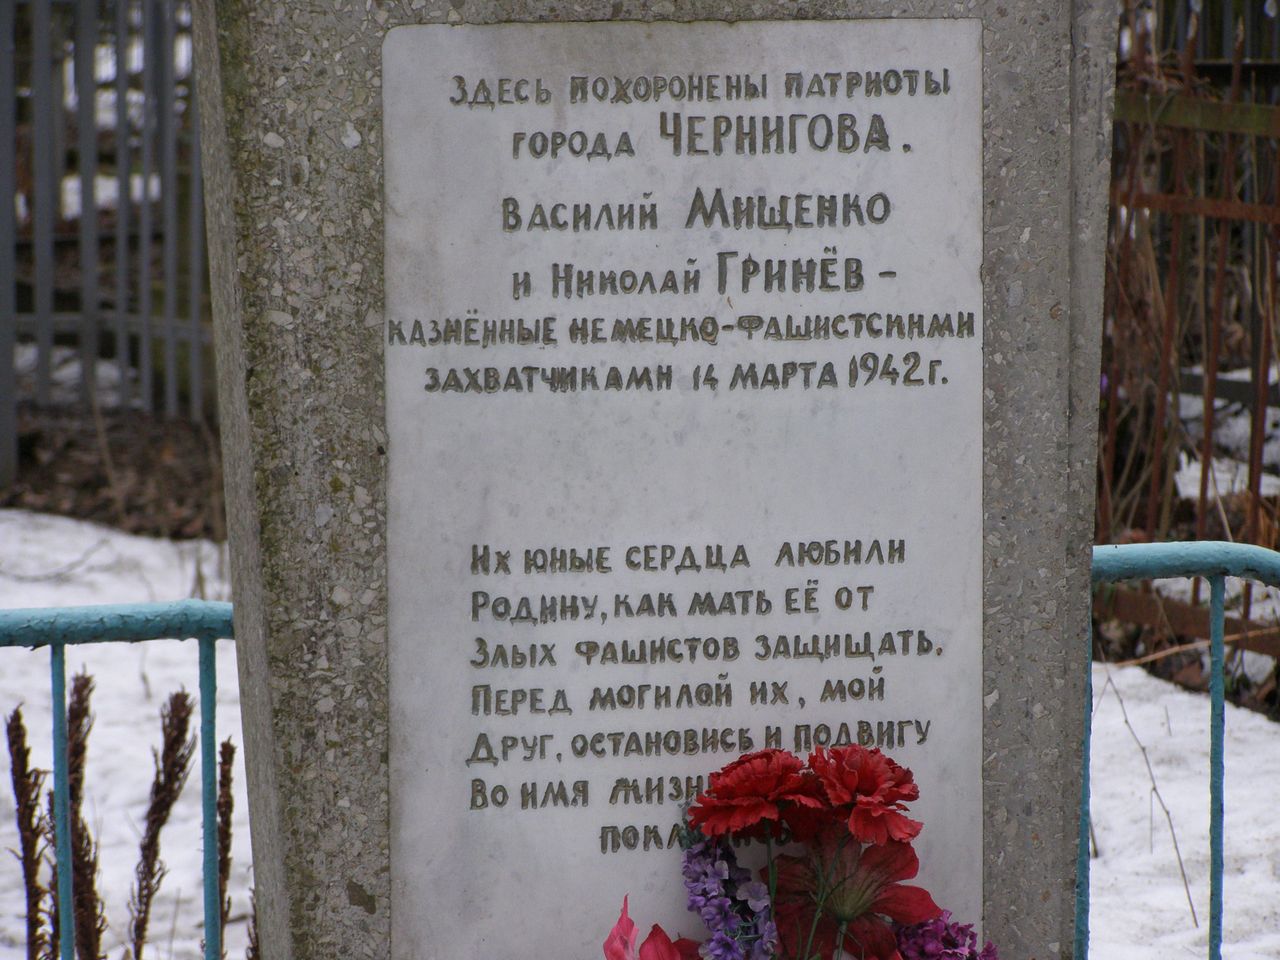 Здесь похоронены патриоты
города Чернигова.
Василий Мищенко
и Николай Гринёв –
казнённые немецко-фашистсиими
захватчиками 14 марта 1942 г.
Их юные сердца любили
Родину, как мать её от
Злых фашистов защищать.
Перед могилой их, мой
Друг, остановись и подвигу
Во имя